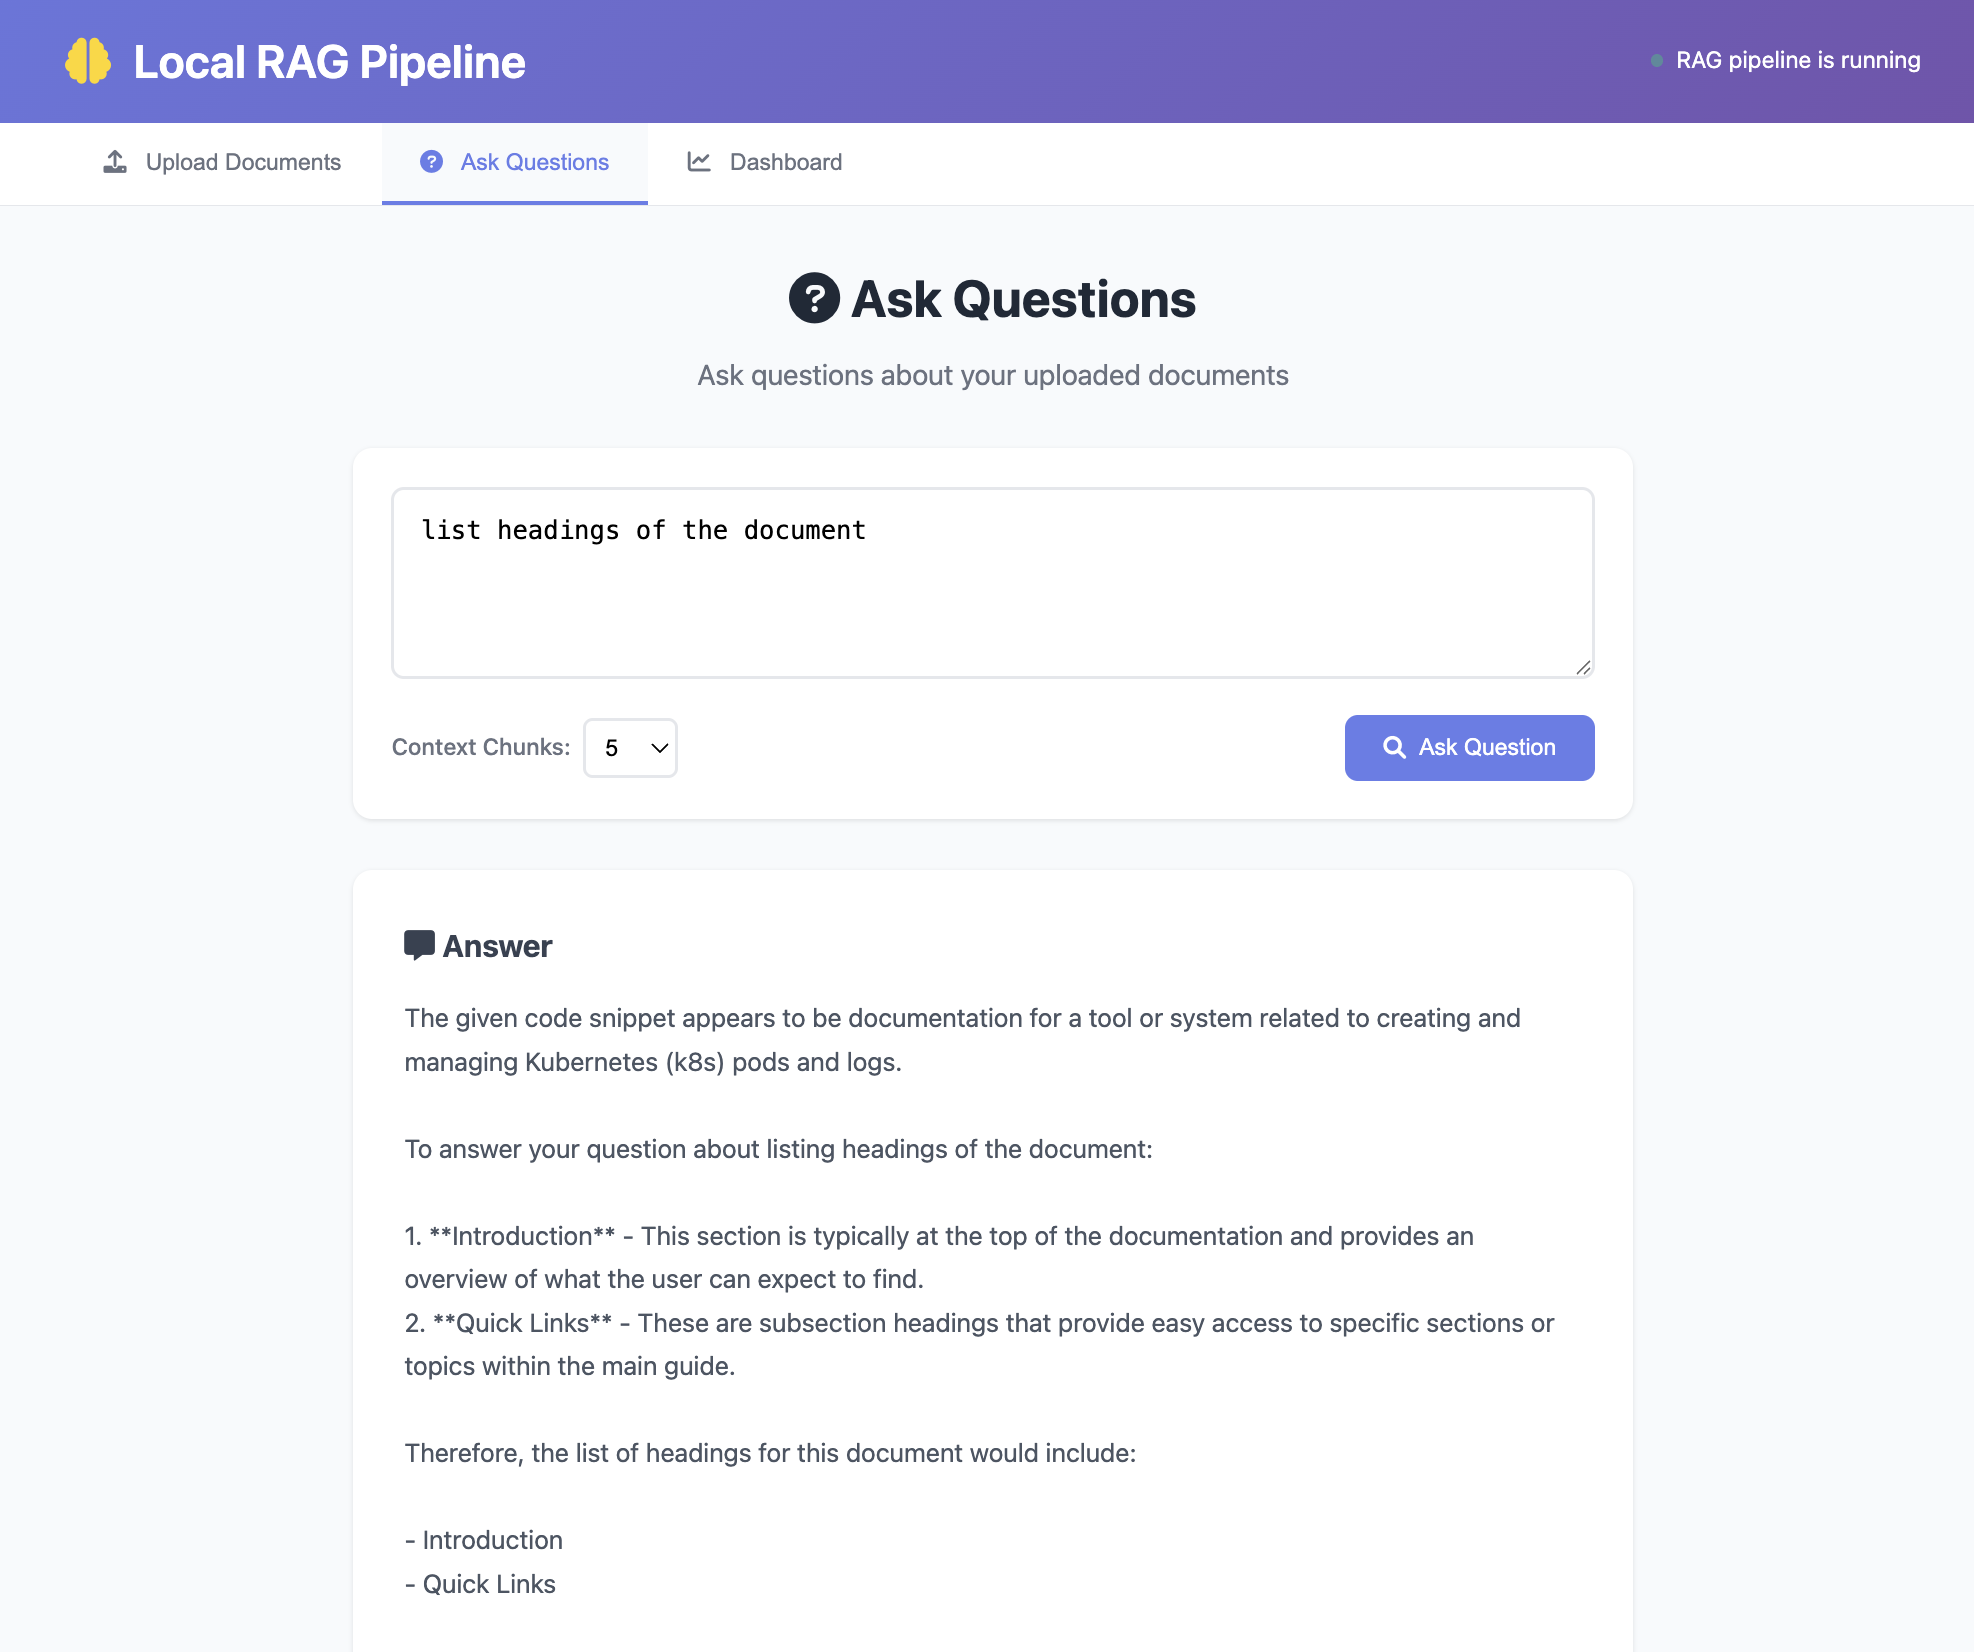 Local RAG Pipeline
RAG pipeline is running
Upload Documents
Ask Questions
Dashboard
Ask Questions
Ask questions about your uploaded documents
list headings of the document
Context Chunks:
5
Ask Question
Answer
The given code snippet appears to be documentation for a tool or system related to creating and
managing Kubernetes (k8s) pods and logs.
To answer your question about listing headings of the document:
1. **Introduction** - This section is typically at the top of the documentation and provides an
overview of what the user can expect to find.
2. **Quick Links** - These are subsection headings that provide easy access to specific sections or
topics within the main guide.
Therefore, the list of headings for this document would include:
- Introduction
- Quick Links